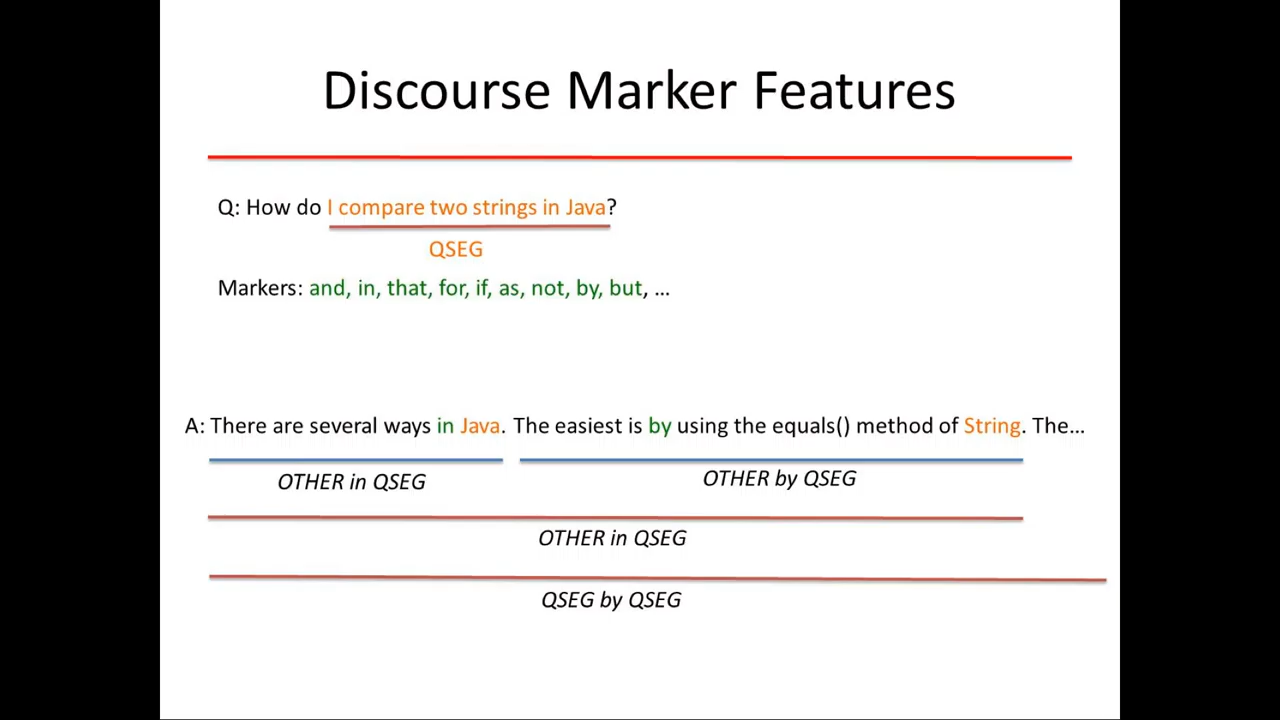 Discourse Marker Features
Q: How do I compare two strings in Java?
QSEG
Markers: and, in, that, for, if, as, not, by, but, ...
A: There are several ways in Java. The easiest is by using the equals() method of String. The...
OTHER in QSEG
OTHER by QSEG
OTHER in QSEG
QSEG by QSEG